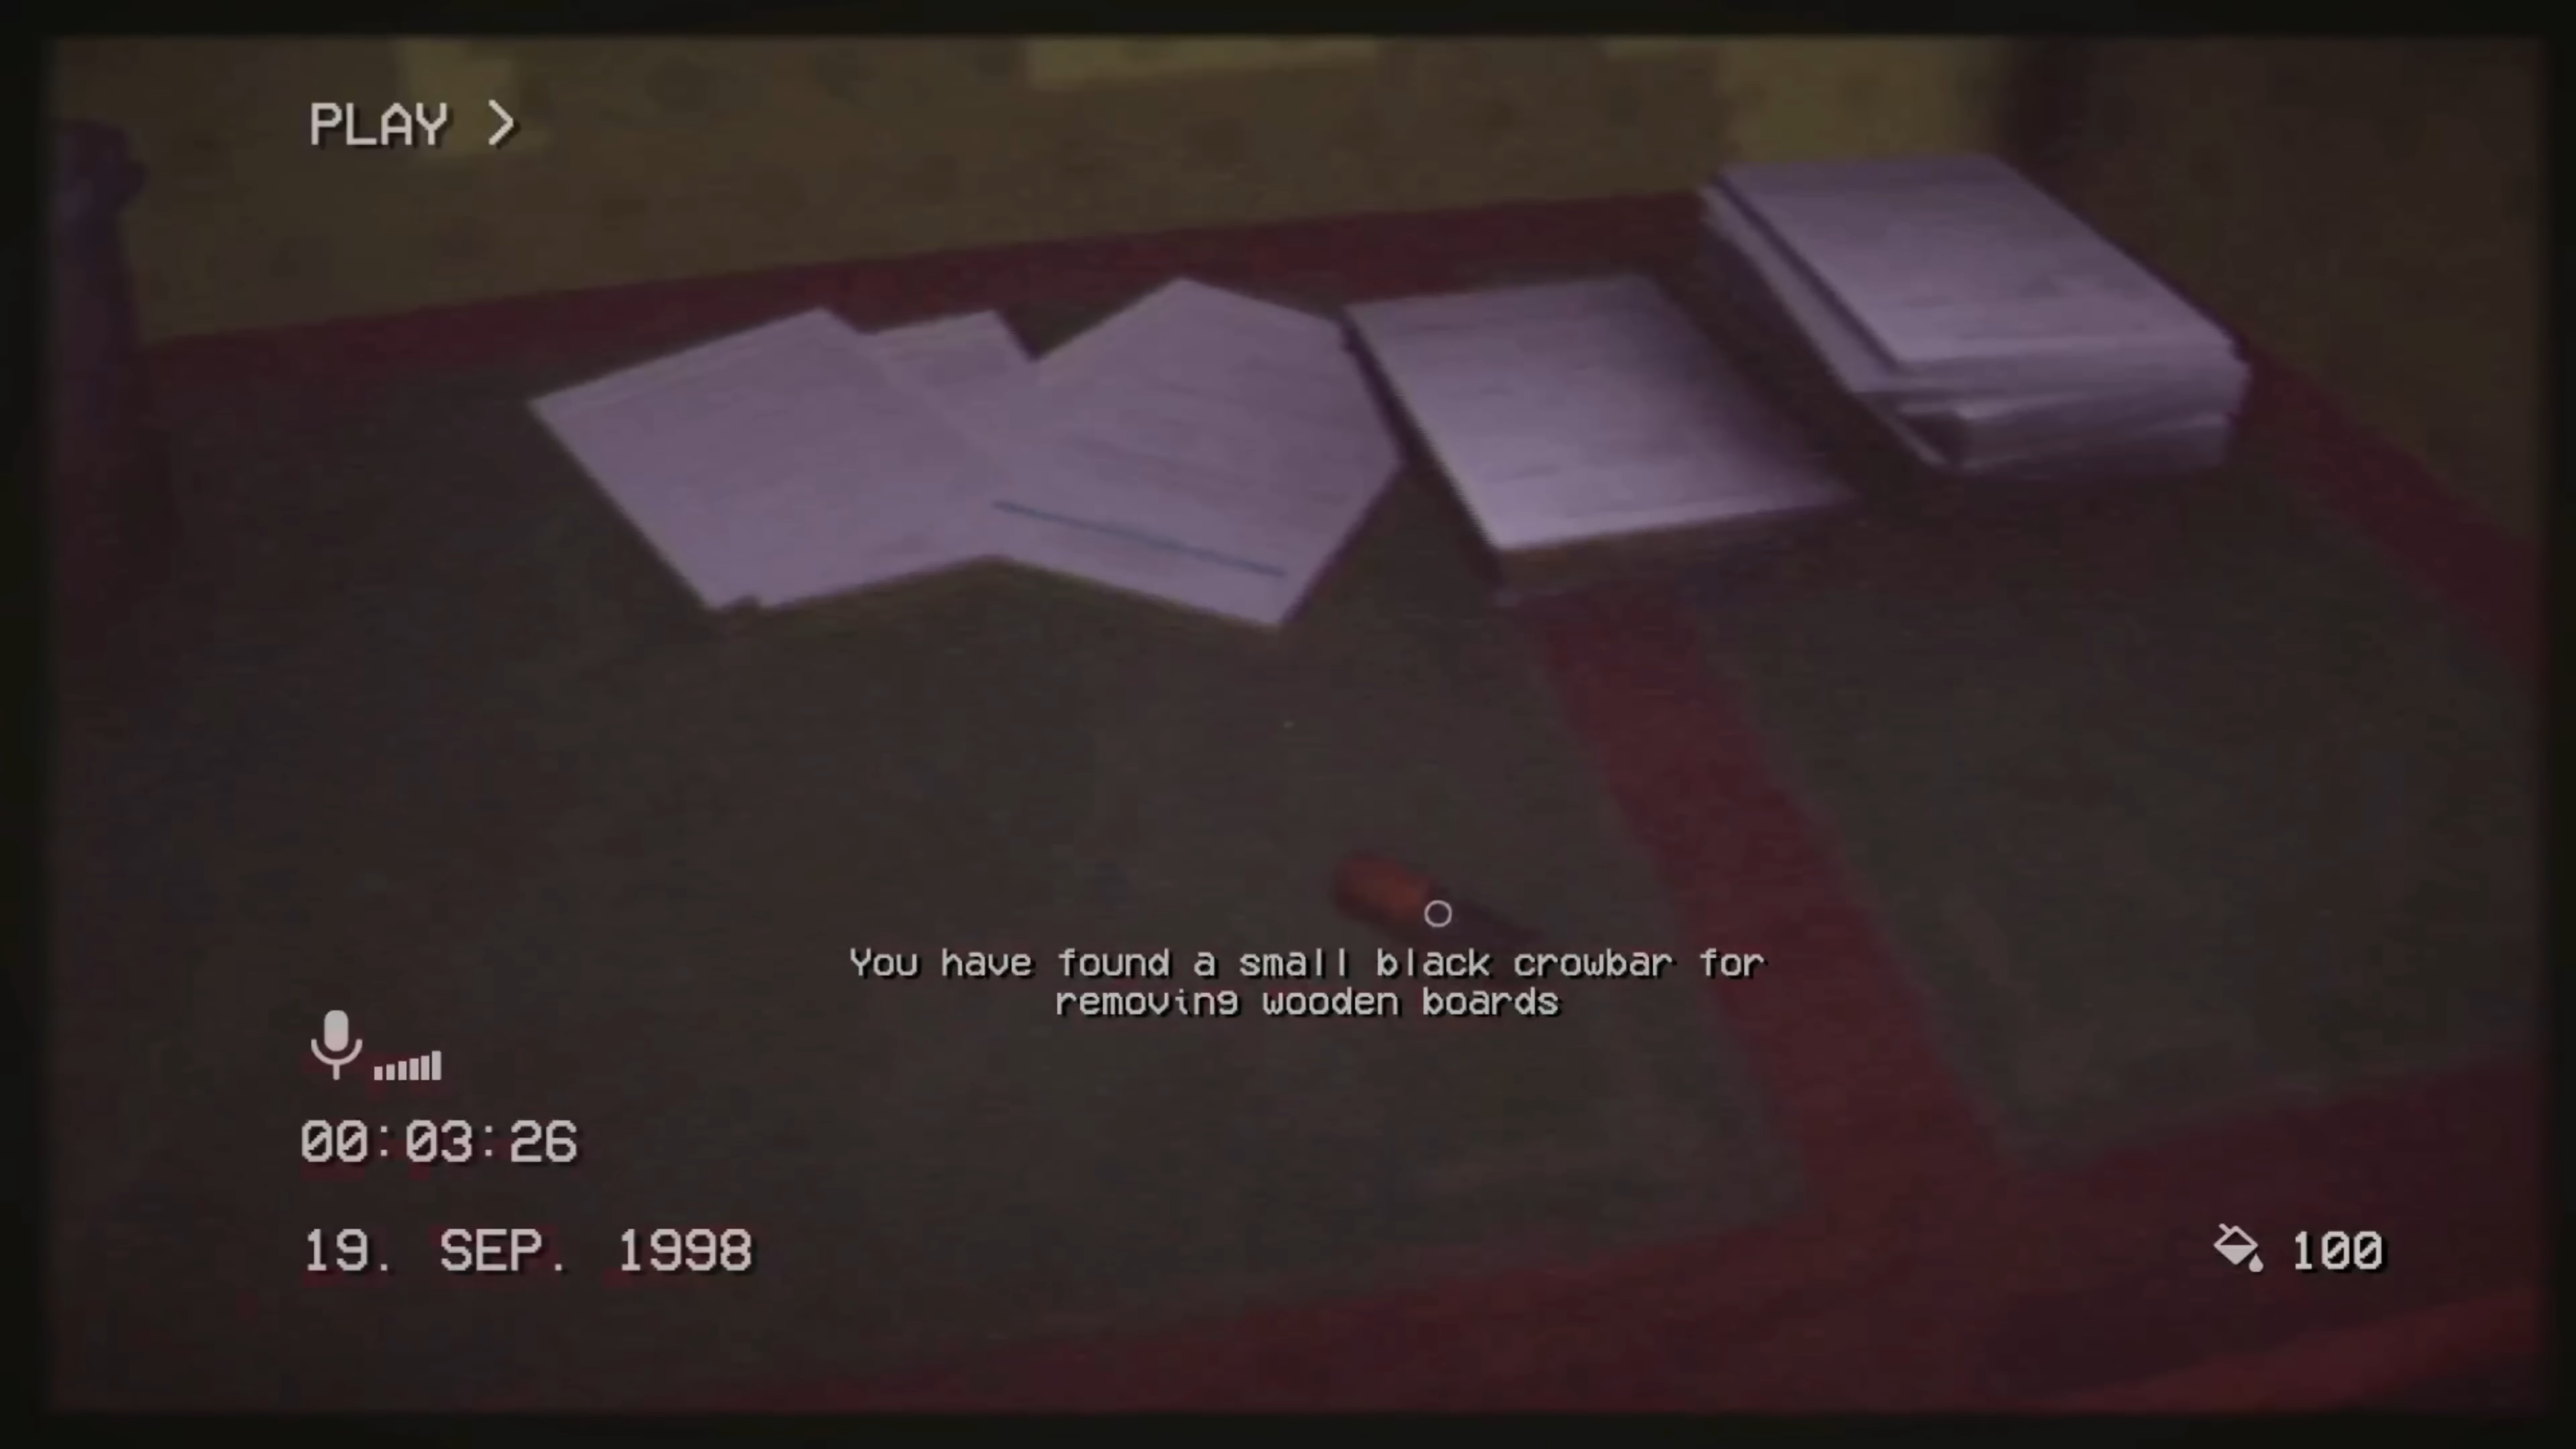 PLAY >
You have found a small black crowbar for
removing wooden boards
00:03:26
19. SEP. 1998
100